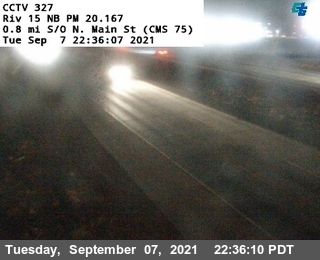 CCTV 327
Riv 15 NB PM 20.167
0.8 mi S/O N. Main St (CMS 75)
Tue Sep 7 22:36:07 2021
Tuesday, September 07, 2021 22:36:10 PDT